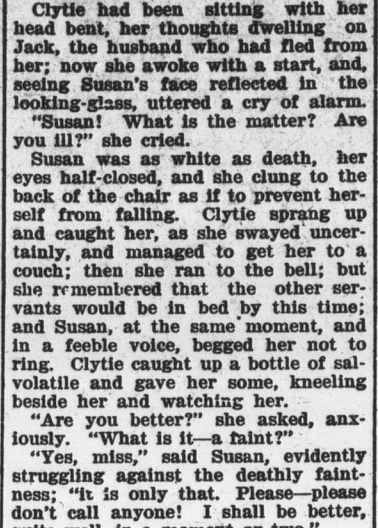 Clytie had been sitting with her
head bent, her thoughts dwelling on
Jack, the husband who had fled from
her; now she awoke with a start, and,
seeing Susan's face reflected in the
looking-glass, uttered a cry of alarm.
"Susan! What is the matter? Are
you ill?" she cried.
Susan was as white as death, her
eyes half-closed, and she clung to the
back of the chair as if to prevent her-
self from falling. Clytie sprang up
and caught her, as she swayed uncer-
tainly, and managed to get her to a
couch; then she ran to the bell; but
she remembered that the other ser-
vants would be in bed by this time;
and Susan, at the same moment, and
in a feeble voice, begged her not to
ring. Clytie caught up a bottle of sal-
volatile and gave her some, kneeling
beside her and watching her.
"Are you better?" she asked, anx-
iously. "What is it—a faint?"
"Yes, miss," said Susan, evidently
struggling against the deathly faint-
ness; "it is only that. Please—please
don't call anyone! I shall be better,
quite well, in a moment or two."